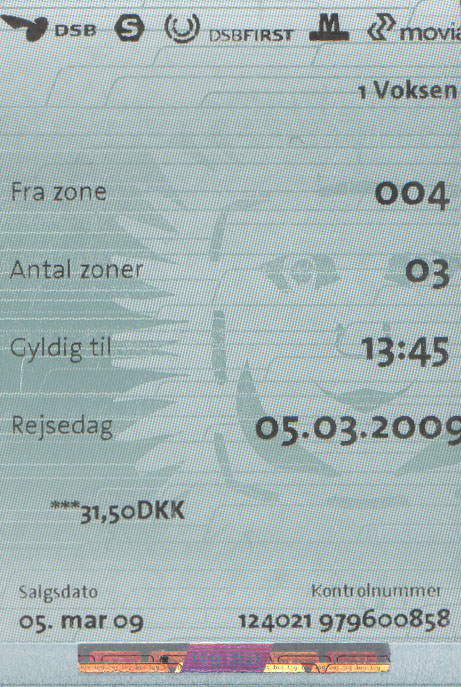 DSB S DSBFIRST M movia
1 Voksen
Fra zone 004
Antal zoner 03
Gyldig til 13:45
Rejsedag 05.03.2009
***31,50DKK
Salgsdato Kontrolnummer
05. mar 09 124021 979600858